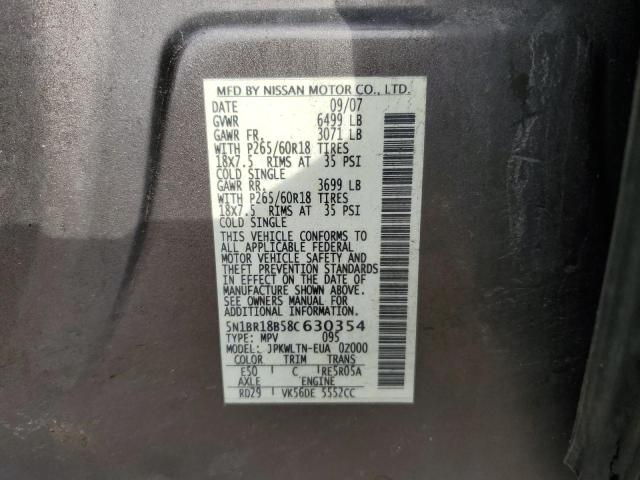 MFD BY NISSAN MOTOR CO., LTD.
DATE 09/07
GVWR 6499 LB
GAWR FR. 3071 LB
WITH P265/60R18 TIRES
18X7.5 RIMS AT 35 PSI
COLD SINGLE
GAWR RR. 3699 LB
WITH P265/60R18 TIRES
18X7.5 RIMS AT 35 PSI
COLD SINGLE
THIS VEHICLE CONFORMS TO
ALL APPLICABLE FEDERAL
MOTOR VEHICLE SAFETY AND
THEFT PREVENTION STANDARDS
IN EFFECT ON THE DATE OF
MANUFACTURE SHOWN ABOVE.
SEE OWNERS MANUAL FOR
ADDITIONAL INFORMATION
5N1BR18B58C630354
TYPE: MPV 095
MODEL: JPKWLTN-EUA 02000
COLOR TRIM TRANS
E50 C RE5R05A
AXLE ENGINE
RD29 VK56DE 5552CC